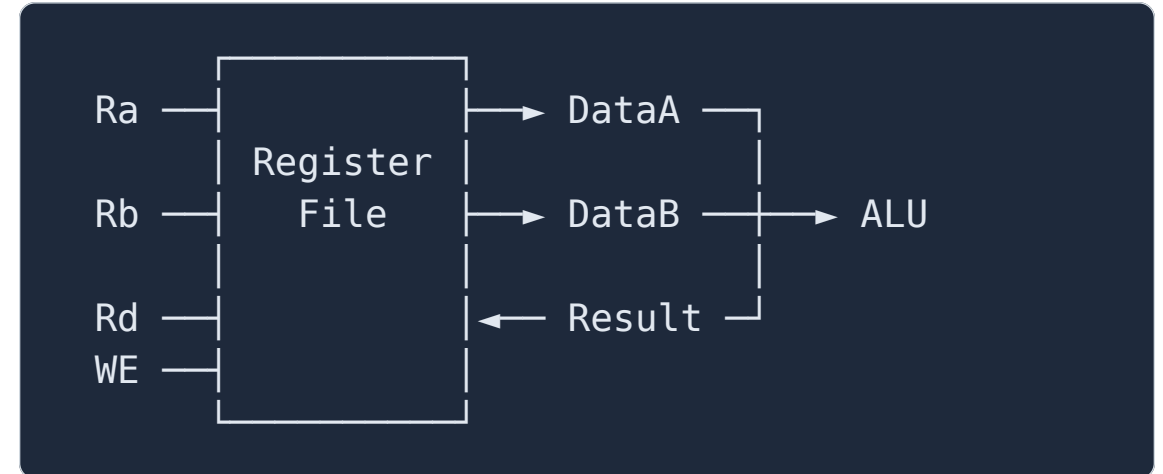 Ra DataA
Register
Rb File DataB ALU
Rd Result
WE